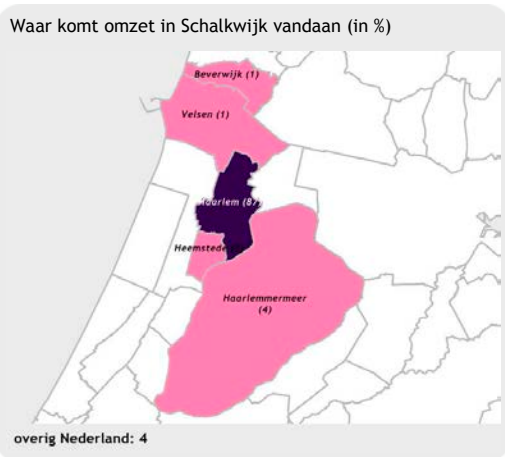 Waar komt omzet in Schalkwijk vandaan (in %)
Beverwijk (1)
Velsen (1)
Haarlem (87)
Heemstede
Haarlemmermeer
(4)
overig Nederland: 4